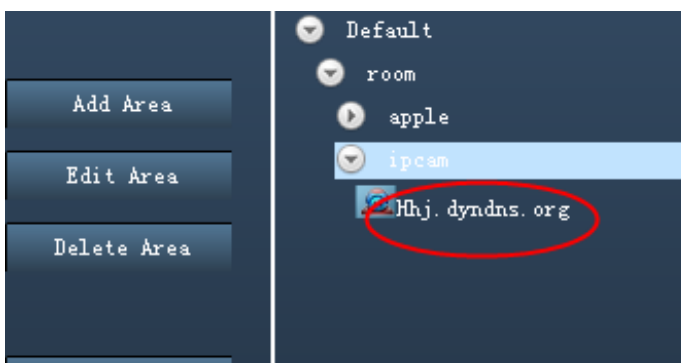 Default
room
Add Area
apple
Edit Area
ipcam
Hhj.dyndns.org
Delete Area